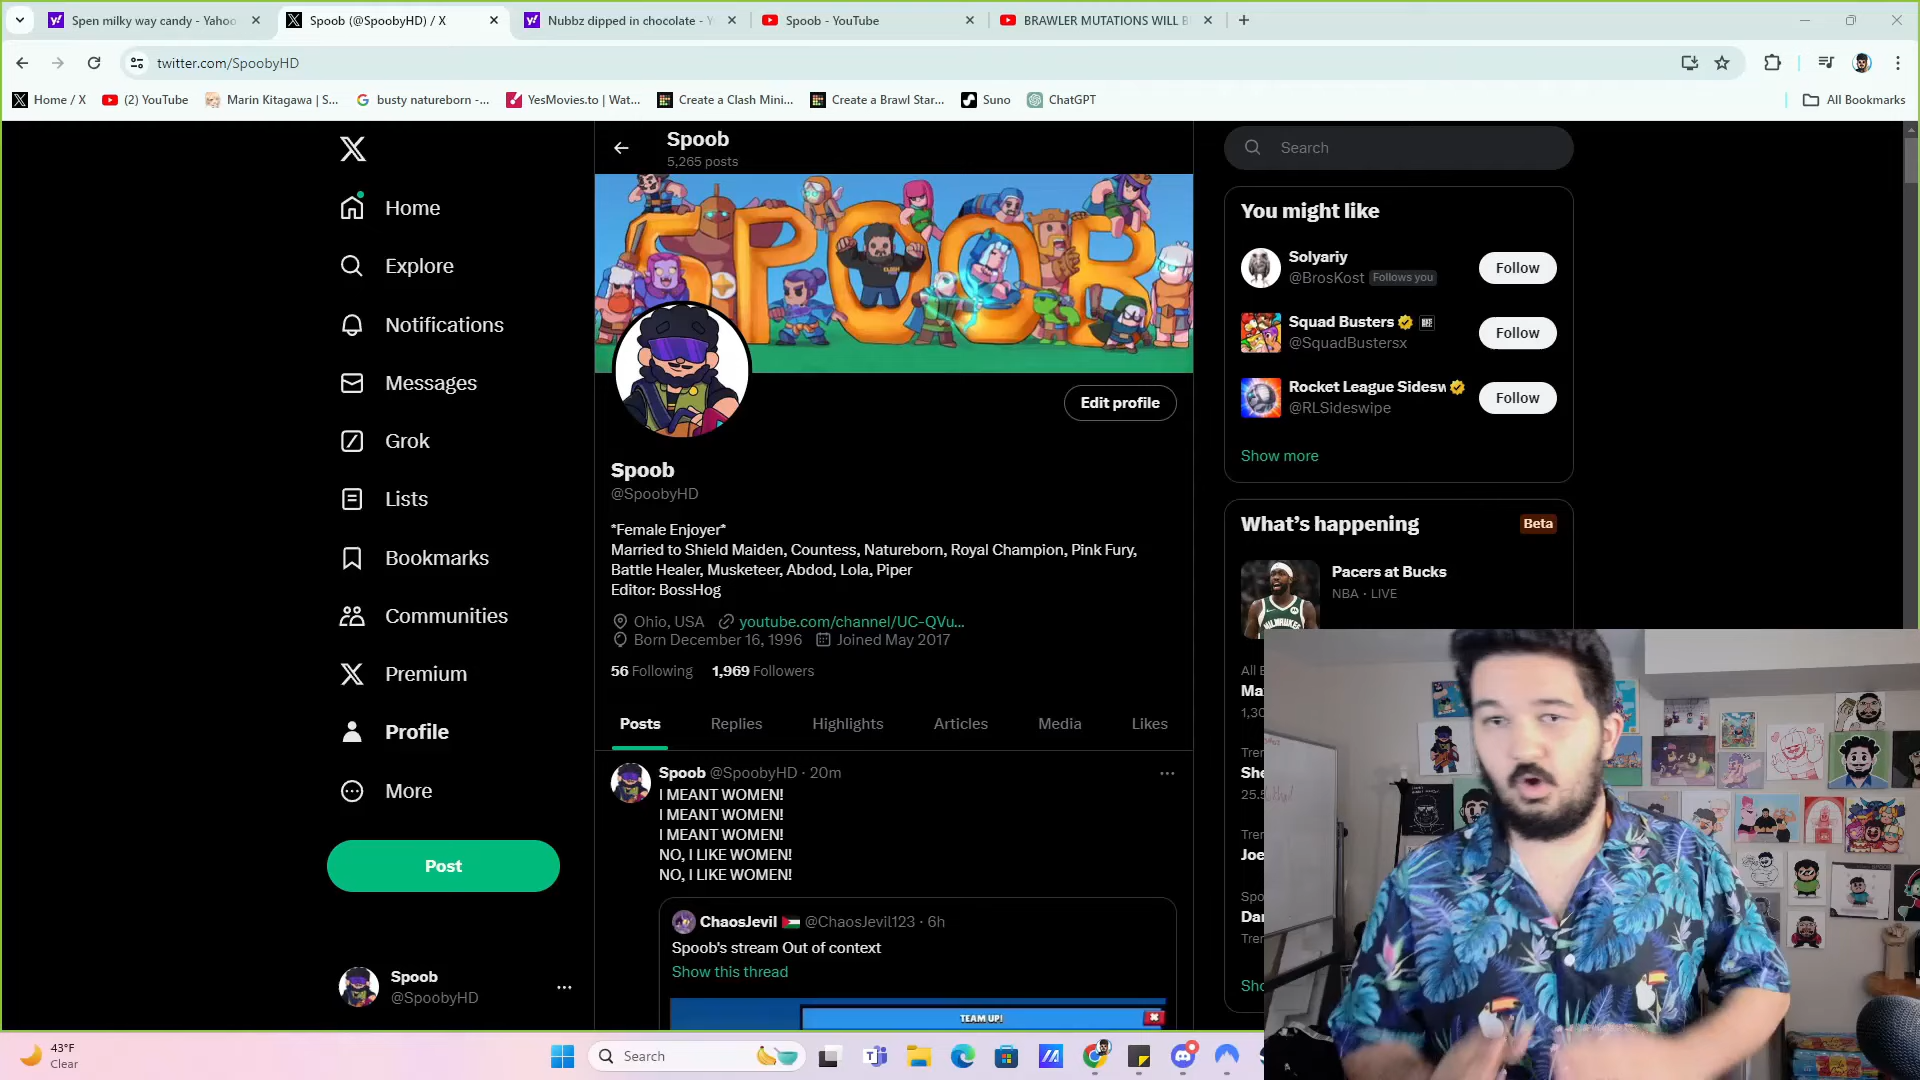 Spen milky way candy - Yahoo
Spoob (@SpoobyHD) / X
Nubbz dipped in chocolate - Y
Spoob - YouTube
BRAWLER MUTATIONS WILL B
twitter.com/SpoobyHD
Home / X
(2) YouTube
Marin Kitagawa | S...
busty natureborn -...
YesMovies.to | Wat...
Create a Clash Mini...
Create a Brawl Star...
Suno
ChatGPT
All Bookmarks
Home
Explore
Notifications
Messages
Grok
Lists
Bookmarks
Communities
Premium
Profile
More
Post
Spoob
@SpoobyHD
Spoob
5,265 posts
SPOOB
Edit profile
Spoob
@SpoobyHD
*Female Enjoyer*
Married to Shield Maiden, Countess, Natureborn, Royal Champion, Pink Fury,
Battle Healer, Musketeer, Abdod, Lola, Piper
Editor: BossHog
Ohio, USA youtube.com/channel/UC-QVu...
Born December 16, 1996 Joined May 2017
56 Following 1,969 Followers
Posts Replies Highlights Articles Media Likes
Spoob @SpoobyHD · 20m
I MEANT WOMEN!
I MEANT WOMEN!
I MEANT WOMEN!
NO, I LIKE WOMEN!
NO, I LIKE WOMEN!
ChaosJevil @ChaosJevil123 · 6h
Spoob's stream Out of context
Show this thread
TEAM UP!
Search
You might like
Solyariy
@BrosKost Follows you
Follow
Squad Busters
@SquadBustersx
Follow
Rocket League Sidesw
@RLSideswipe
Follow
Show more
What's happening
Beta
Pacers at Bucks
NBA · LIVE
43°F
Clear
Search